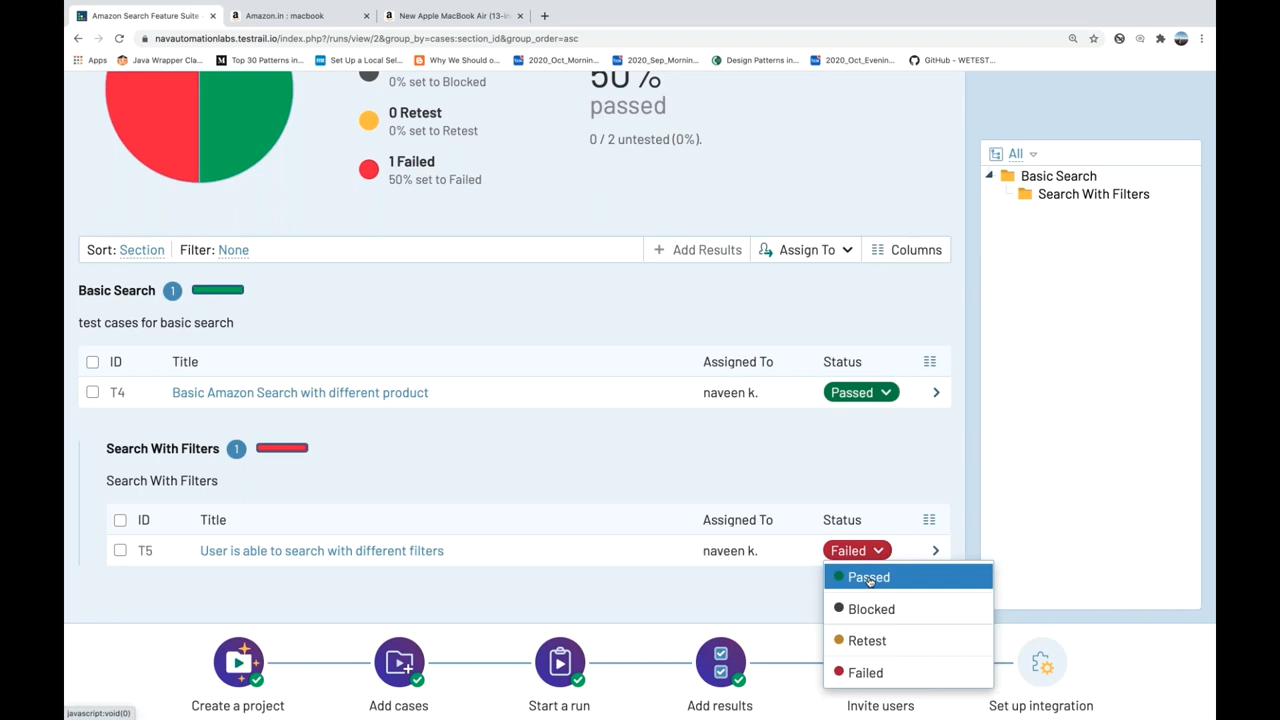 Amazon Search Feature Suite
Amazon.in : macbook
New Apple MacBook Air (13-in
navautomationlabs.testrail.io/index.php?/runs/view/2&group_by=cases:section_id&group_order=asc
Apps
Java Wrapper Cla...
Top 30 Patterns in...
Set Up a Local Sel...
Why We Should o...
2020_Oct_Mornin...
2020_Sep_Mornin...
Design Patterns in...
2020_Oct_Evenin...
GitHub - WETEST...
0% set to Blocked
0 Retest
0% set to Retest
1 Failed
50% set to Failed
50%
passed
0 / 2 untested (0%).
All
Basic Search
Search With Filters
Sort: Section Filter: None
Add Results
Assign To
Columns
Basic Search 1
test cases for basic search
ID Title Assigned To Status
T4 Basic Amazon Search with different product naveen k. Passed
Search With Filters 1
Search With Filters
ID Title Assigned To Status
T5 User is able to search with different filters naveen k. Failed
Passed
Blocked
Retest
Failed
Create a project
Add cases
Start a run
Add results
Invite users
Set up integration
javascript:void(0)